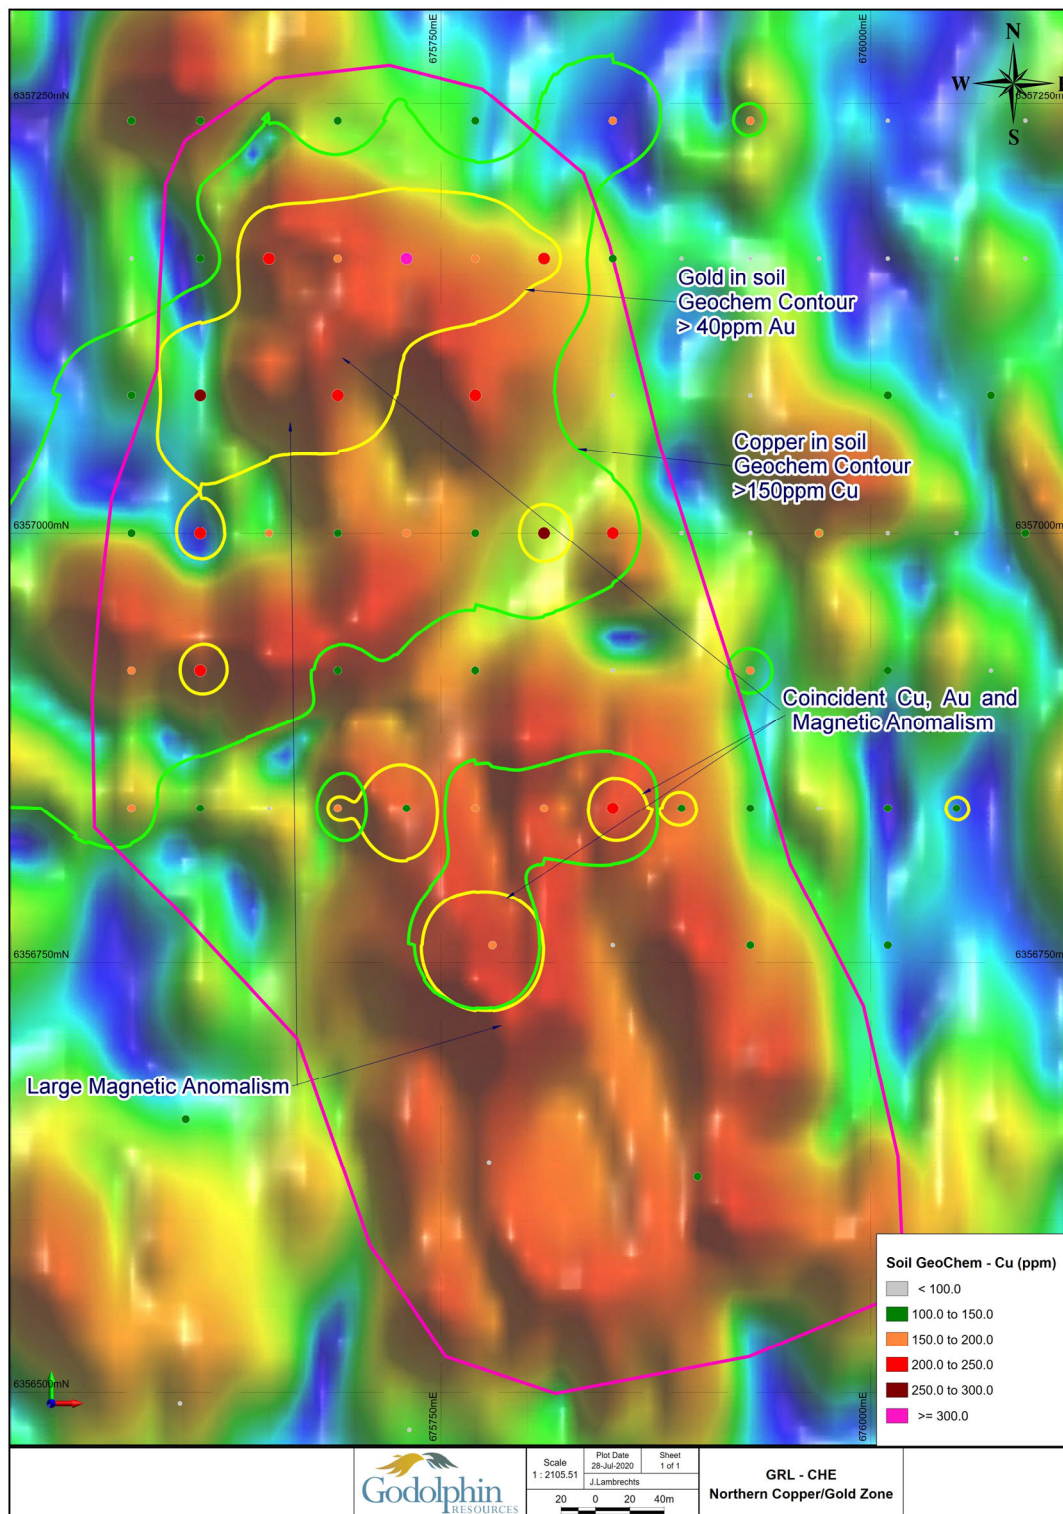 675750mE
676000mE
N
W
E
S
6357250mN
6357250mN
Gold in soil
Geochem Contour
> 40ppm Au
Copper in soil
Geochem Contour
>150ppm Cu
6357000mN
6357000mN
Coincident Cu, Au and
Magnetic Anomalism
6356750mN
6356750mN
Large Magnetic Anomalism
Soil GeoChem - Cu (ppm)
< 100.0
100.0 to 150.0
150.0 to 200.0
200.0 to 250.0
250.0 to 300.0
>= 300.0
6356500mN
675750mE
676000mE
Godolphin
RESOURCES
Scale
1 : 2105.51
Plot Date
28-Jul-2020
Sheet
1 of 1
J.Lambrechts
20 0 20 40m
GRL - CHE
Northern Copper/Gold Zone